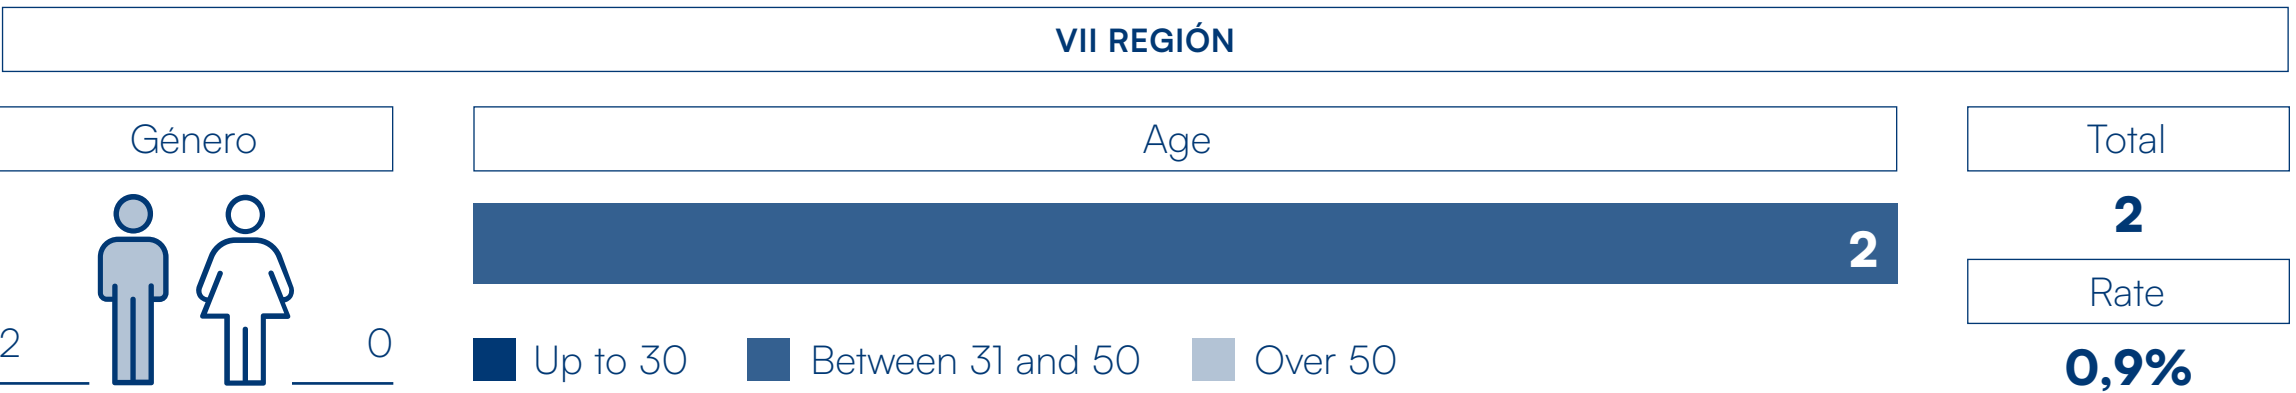 VII REGIÓN
Género
2
0
Age
2
Up to 30
Between 31 and 50
Over 50
Total
2
Rate
0,9%